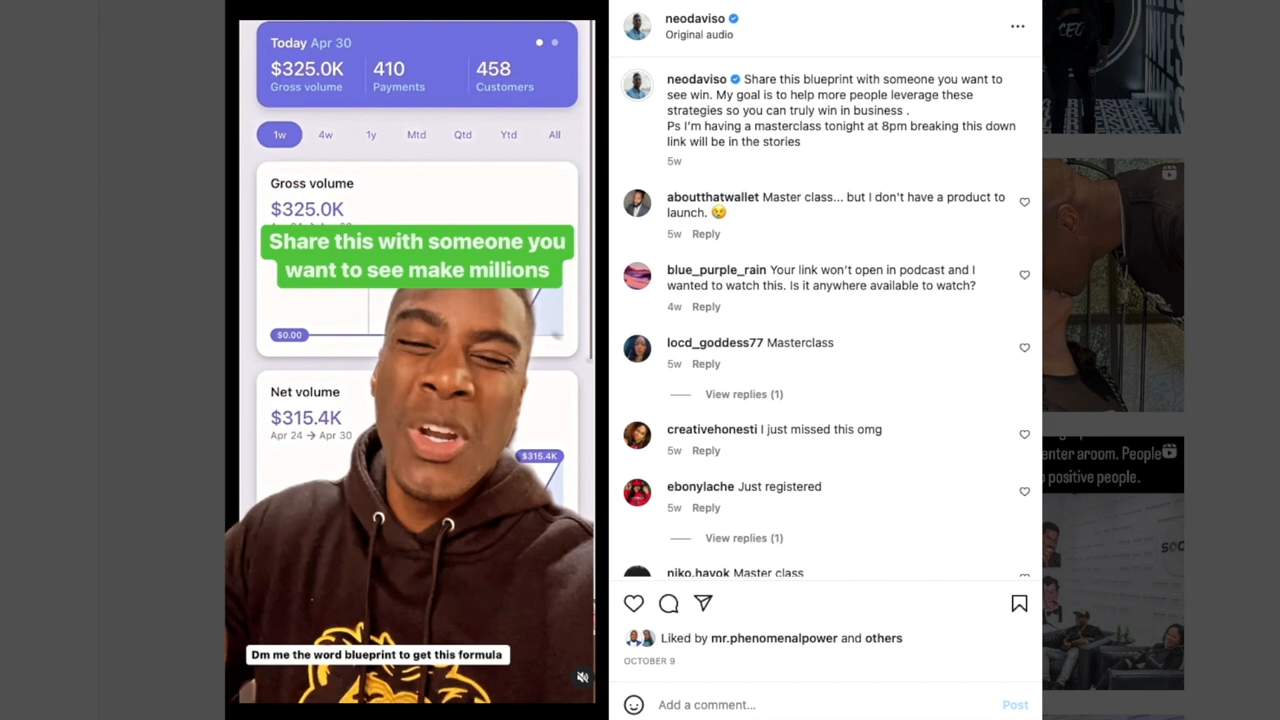 Today Apr 30
$325.0K 410 458
Gross volume Payments Customers
1w 4w 1y Mtd Qtd Ytd All
Gross volume
$325.0K
Share this with someone you
want to see make millions
$0.00
Net volume
$315.4K
Apr 24 → Apr 30
$315.4K
Dm me the word blueprint to get this formula
neodaviso
Original audio
neodaviso Share this blueprint with someone you want to
see win. My goal is to help more people leverage these
strategies so you can truly win in business .
Ps I'm having a masterclass tonight at 8pm breaking this down
link will be in the stories
5w
aboutthatwallet Master class... but I don't have a product to
launch. 😢
5w Reply
blue_purple_rain Your link won't open in podcast and I
wanted to watch this. Is it anywhere available to watch?
4w Reply
locd_goddess77 Masterclass
5w Reply
View replies (1)
creativehonesti I just missed this omg
5w Reply
ebonylache Just registered
5w Reply
View replies (1)
niko.havok Master class
Liked by mr.phenomenalpower and others
OCTOBER 9
Add a comment... Post
CEO
enter aroom. People
positive people.